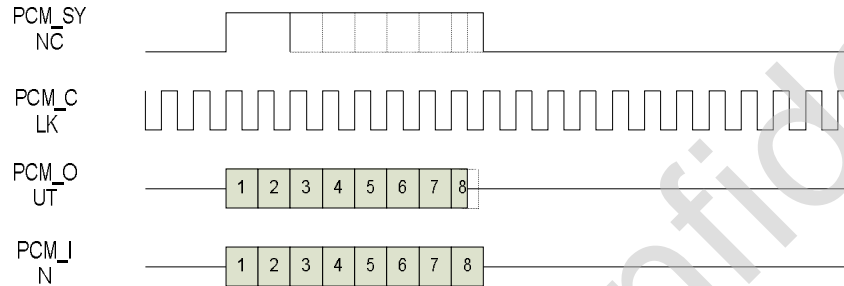 PCM_SY
NC
PCM_C
LK
PCM_O
UT
1 2 3 4 5 6 7 8
PCM_I
N
1 2 3 4 5 6 7 8